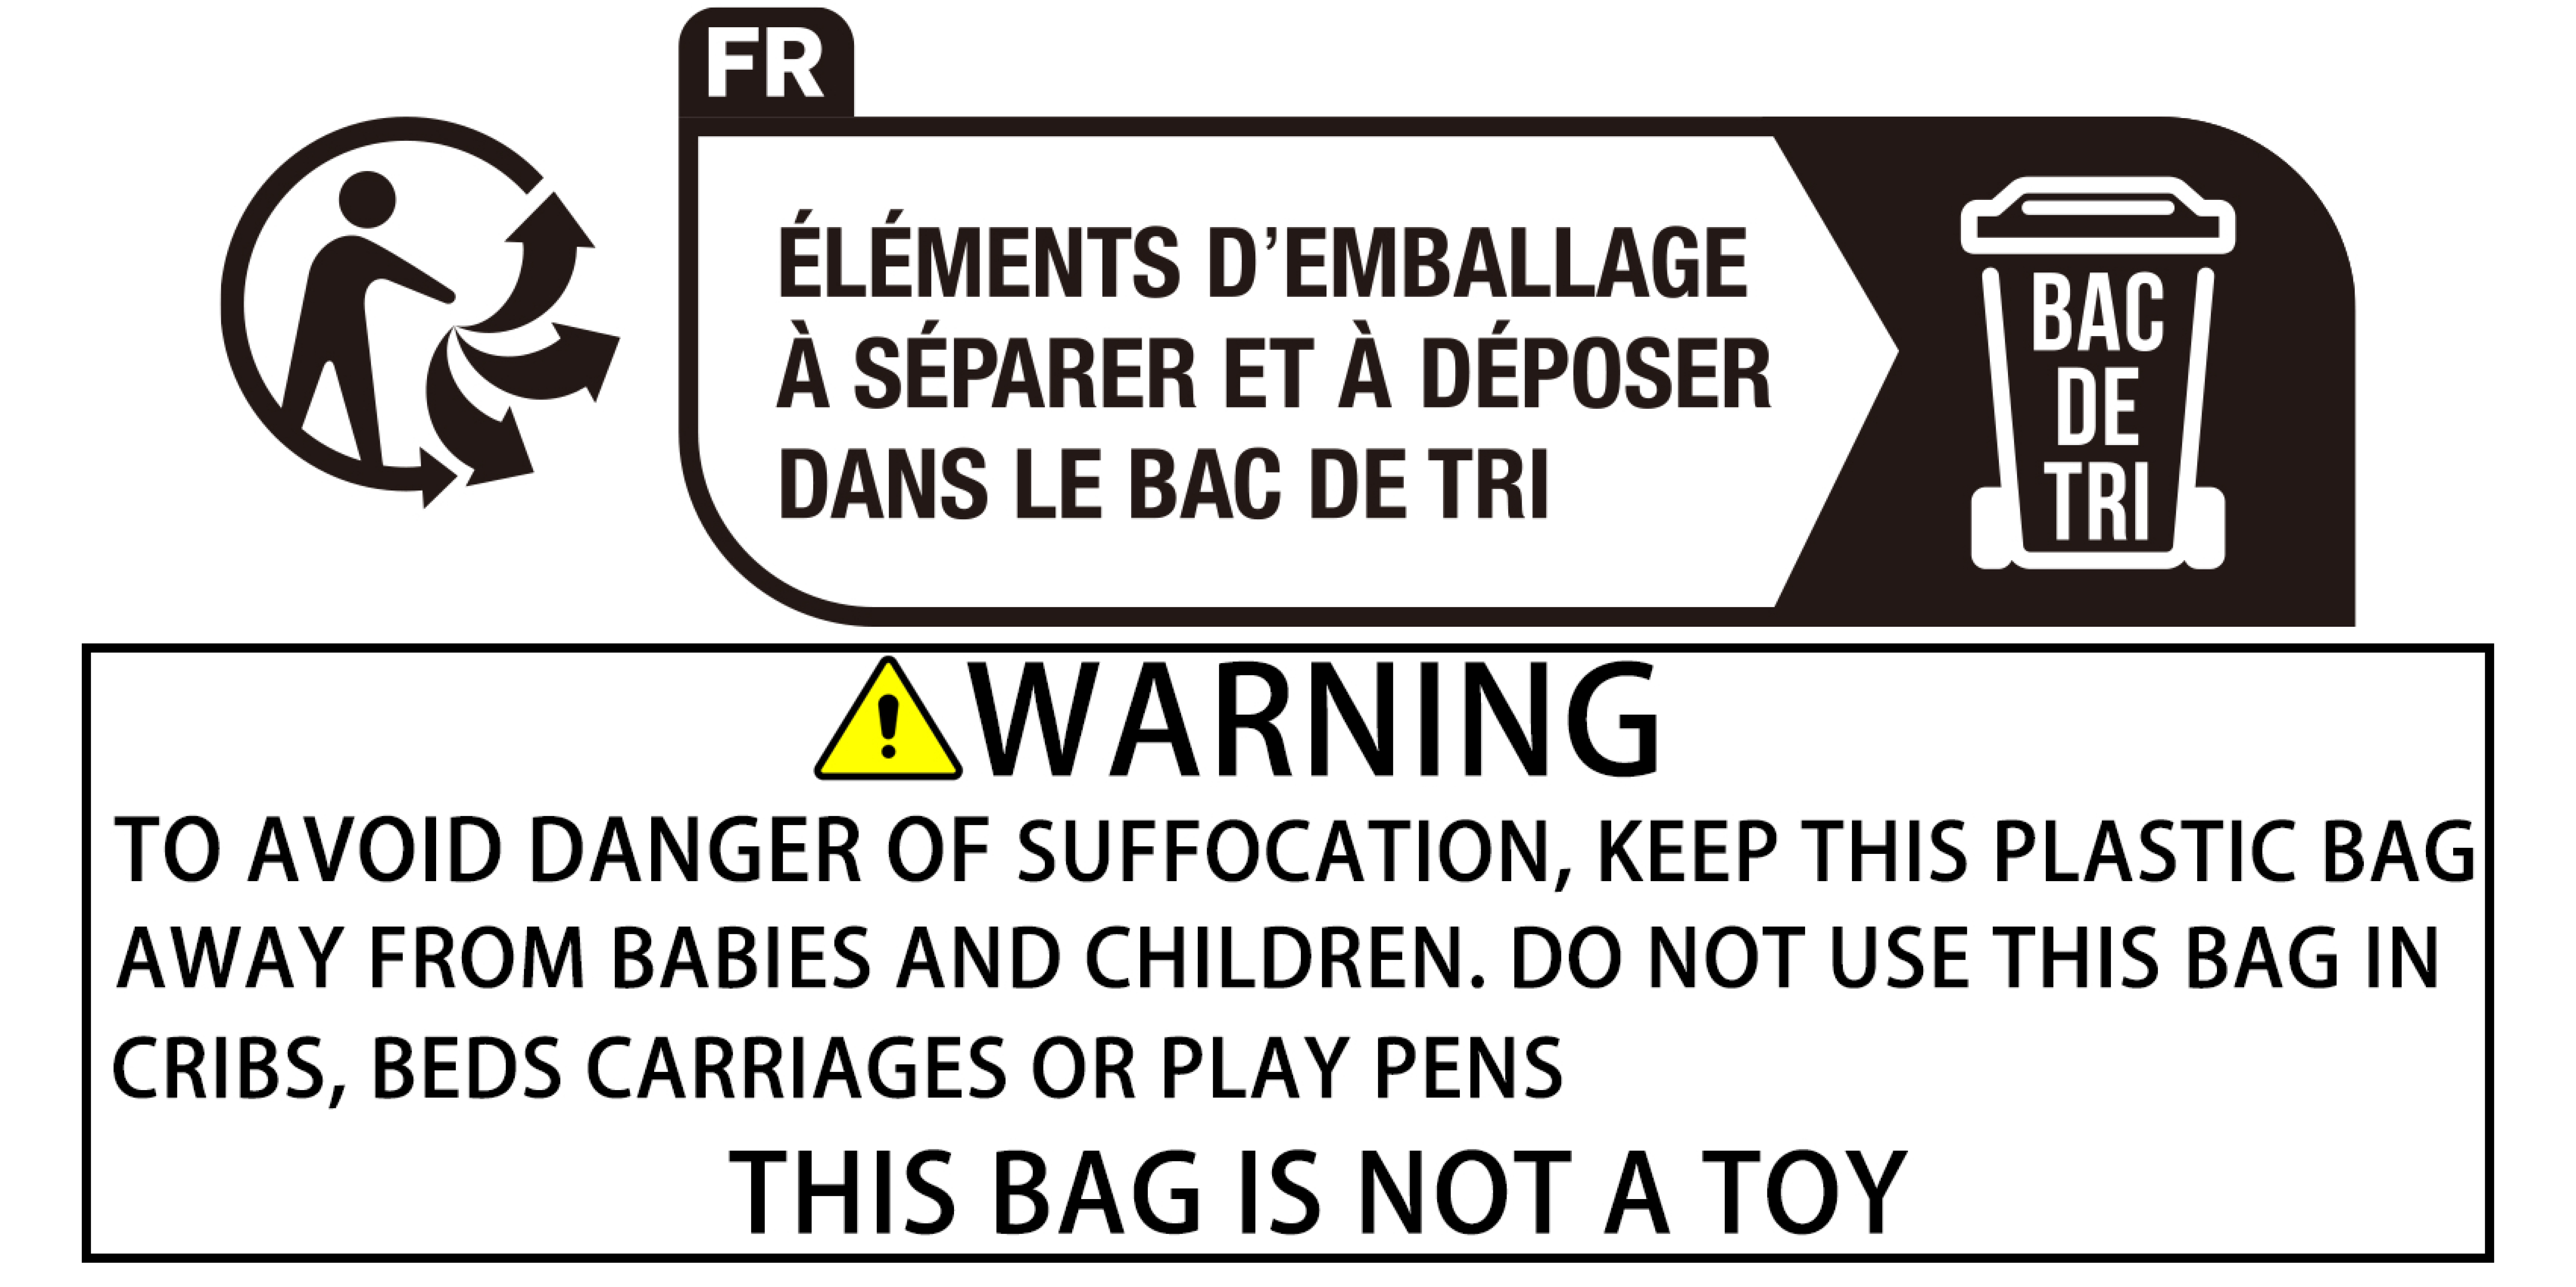 FR
ÉLÉMENTS D’EMBALLAGE
À SÉPARER ET À DÉPOSER
DANS LE BAC DE TRI
BAC
DE
TRI
WARNING
TO AVOID DANGER OF SUFFOCATION, KEEP THIS PLASTIC BAG
AWAY FROM BABIES AND CHILDREN. DO NOT USE THIS BAG IN
CRIBS, BEDS CARRIAGES OR PLAY PENS
THIS BAG IS NOT A TOY